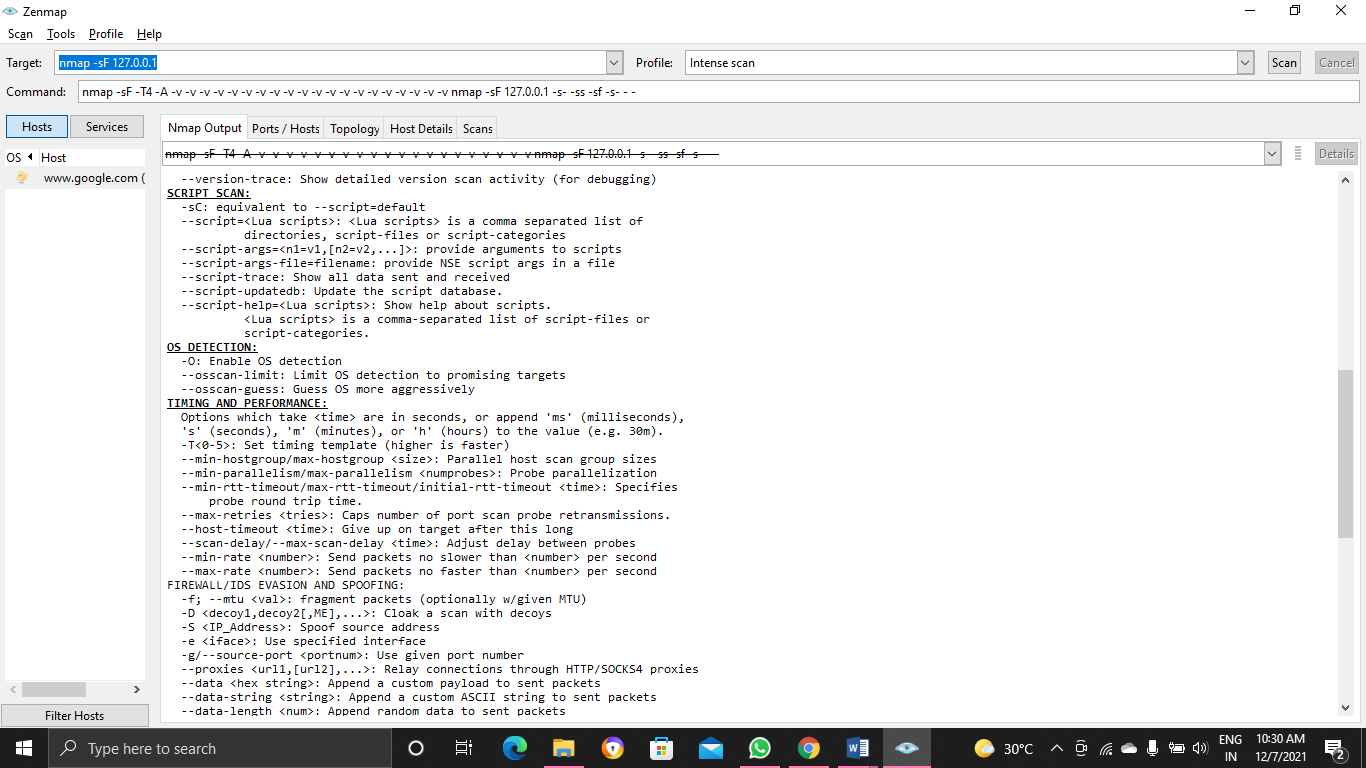 Zenmap
Scan Tools Profile Help
Target: nmap -sF 127.0.0.1 Profile: Intense scan Scan Cancel
Command: nmap -sF -T4 -A -v -v -v -v -v -v -v -v -v -v -v -v -v -v -v -v -v -v -v -v nmap -sF 127.0.0.1 -s- -ss -sf -s- - -
Hosts Services
Nmap Output Ports / Hosts Topology Host Details Scans
OS Host
www.google.com (
nmap -sF -T4 -A -v -v -v -v -v -v -v -v -v -v -v -v -v -v -v -v -v -v -v -v nmap -sF 127.0.0.1 -s- -ss -sf -s- - - Details
--version-trace: Show detailed version scan activity (for debugging)
SCRIPT SCAN:
-sC: equivalent to --script=default
--script=<Lua scripts>: <Lua scripts> is a comma separated list of
directories, script-files or script-categories
--script-args=<n1=v1,[n2=v2,...]>: provide arguments to scripts
--script-args-file=filename: provide NSE script args in a file
--script-trace: Show all data sent and received
--script-updatedb: Update the script database.
--script-help=<Lua scripts>: Show help about scripts.
<Lua scripts> is a comma-separated list of script-files or
script-categories.
OS DETECTION:
-O: Enable OS detection
--osscan-limit: Limit OS detection to promising targets
--osscan-guess: Guess OS more aggressively
TIMING AND PERFORMANCE:
Options which take <time> are in seconds, or append 'ms' (milliseconds),
's' (seconds), 'm' (minutes), or 'h' (hours) to the value (e.g. 30m).
-T<0-5>: Set timing template (higher is faster)
--min-hostgroup/max-hostgroup <size>: Parallel host scan group sizes
--min-parallelism/max-parallelism <numprobes>: Probe parallelization
--min-rtt-timeout/max-rtt-timeout/initial-rtt-timeout <time>: Specifies
probe round trip time.
--max-retries <tries>: Caps number of port scan probe retransmissions.
--host-timeout <time>: Give up on target after this long
--scan-delay/--max-scan-delay <time>: Adjust delay between probes
--min-rate <number>: Send packets no slower than <number> per second
--max-rate <number>: Send packets no faster than <number> per second
FIREWALL/IDS EVASION AND SPOOFING:
-f; --mtu <val>: fragment packets (optionally w/given MTU)
-D <decoy1,decoy2[,ME],...>: Cloak a scan with decoys
-S <IP_Address>: Spoof source address
-e <iface>: Use specified interface
-g/--source-port <portnum>: Use given port number
--proxies <url1,[url2],...>: Relay connections through HTTP/SOCKS4 proxies
--data <hex string>: Append a custom payload to sent packets
--data-string <string>: Append a custom ASCII string to sent packets
--data-length <num>: Append random data to sent packets
Filter Hosts
Type here to search
30°C
ENG
IN
10:30 AM
12/7/2021
2